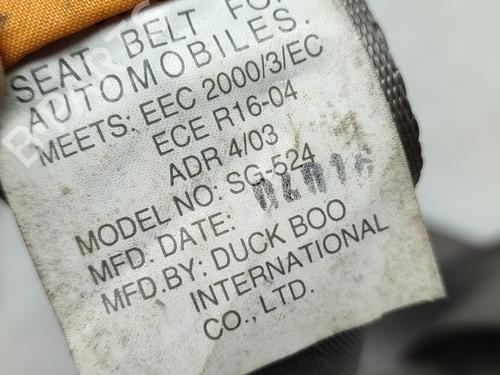 SEAT BELT FOR
AUTOMOBILES.
MEETS: EEC 2000/3/EC
ECE R16-04
ADR 4/03
MODEL NO: SG-524
MFD. DATE:
MFD.BY: DUCK BOO
INTERNATIONAL
CO., LTD.